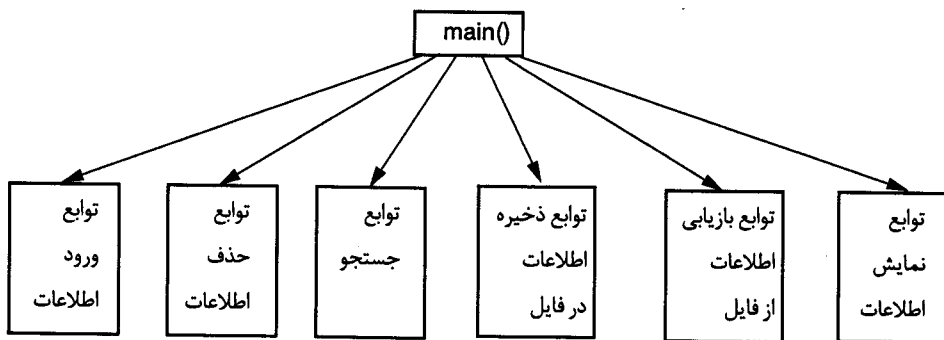 main()
توابع
ورود
اطلاعات
توابع
حذف
اطلاعات
توابع
جستجو
توابع ذخیره
اطلاعات
در فایل
توابع بازیابی
اطلاعات
از فایل
توابع
نمایش
اطلاعات